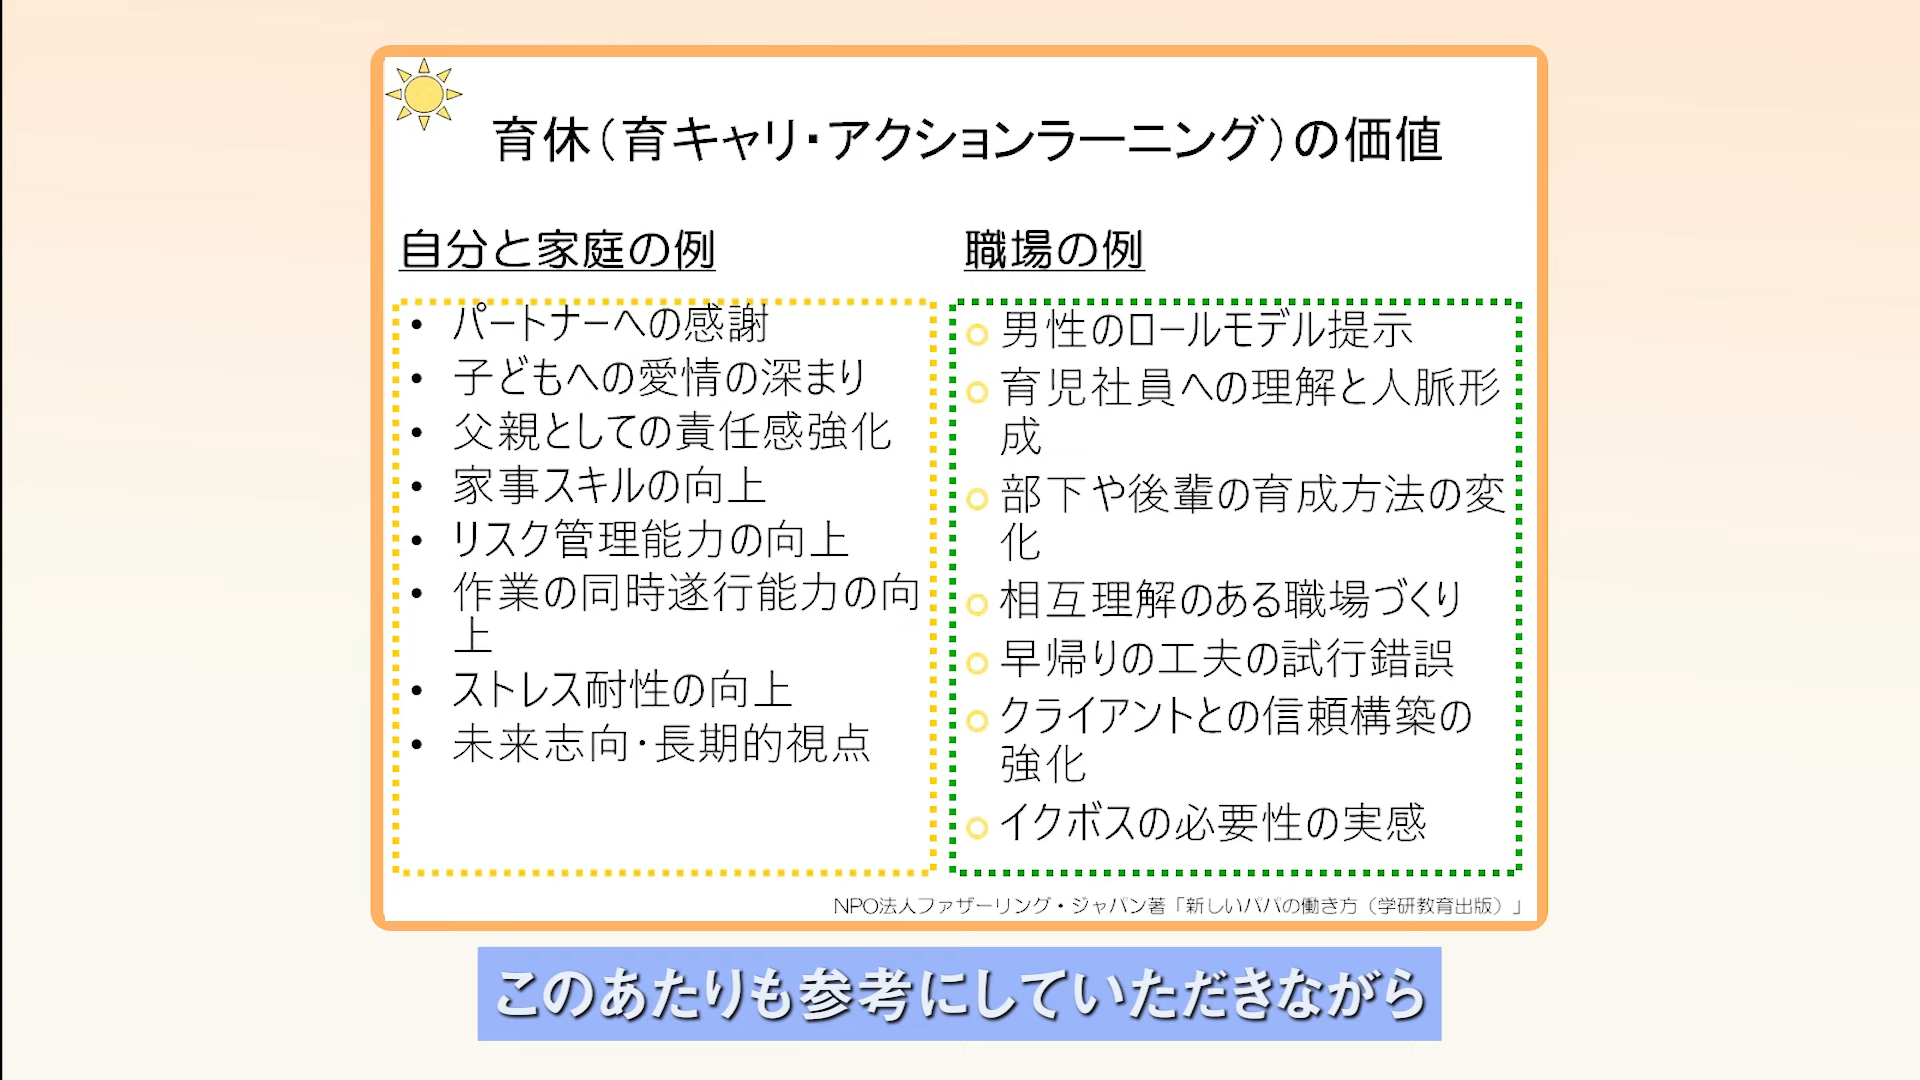 育休（育キャリ・アクションラーニング）の価値
自分と家庭の例
• パートナーへの感謝
• 子どもへの愛情の深まり
• 父親としての責任感強化
• 家事スキルの向上
• リスク管理能力の向上
• 作業の同時遂行能力の向
上
• ストレス耐性の向上
• 未来志向・長期的視点
職場の例
○ 男性のロールモデル提示
○ 育児社員への理解と人脈形
成
○ 部下や後輩の育成方法の変
化
○ 相互理解のある職場づくり
○ 早帰りの工夫の試行錯誤
○ クライアントとの信頼構築の
強化
○ イクボスの必要性の実感
NPO法人ファザーリング・ジャパン著「新しいパパの働き方（学研教育出版）」
このあたりも参考にしていただきながら